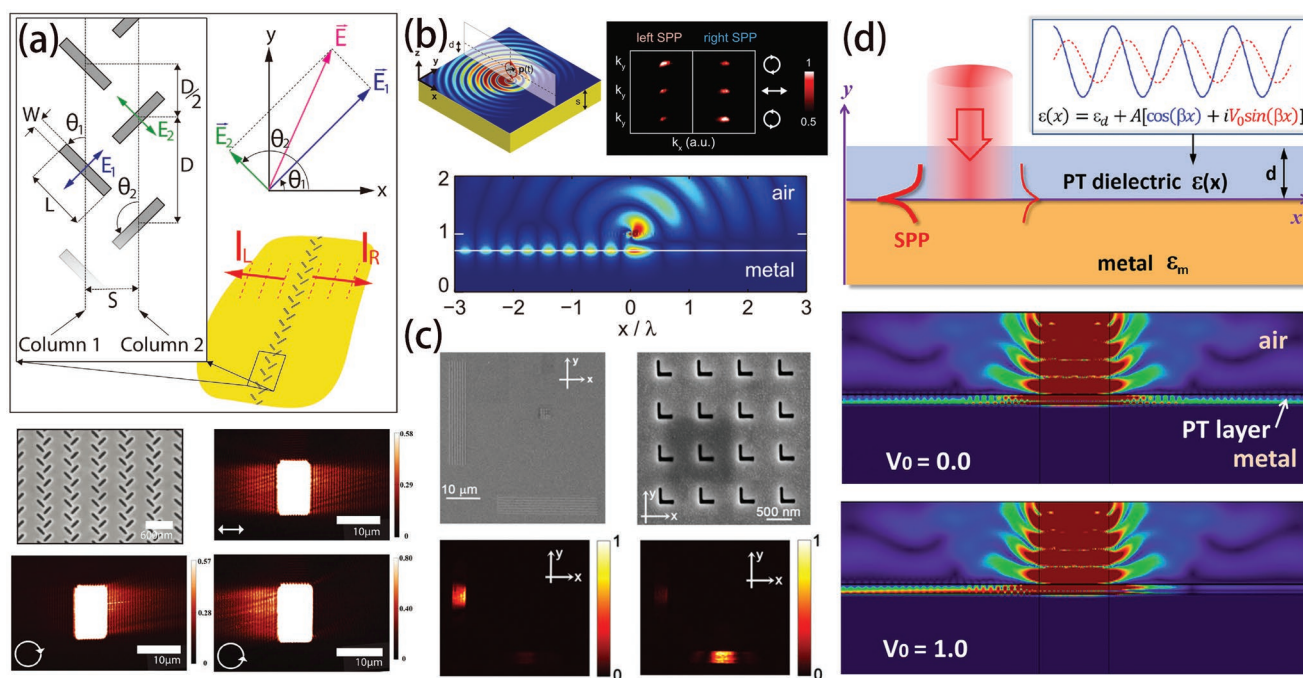 (a)
D/2
W
θ1
E2
E1
D
θ2
L
S
Column 1
Column 2
y
E
E1
E2
θ2
θ1
x
IL
IR
600μm
0.58
0.29
0
10μm
0.57
0.28
0
10μm
0.80
0.40
0
10μm
(b)
z
y
x
d
p(t)
s
left SPP
right SPP
ky
ky
ky
kx (a.u.)
1
0.5
2
1
0
air
metal
-3
-2
-1
0
1
2
3
x / λ
(c)
y
x
10 μm
y
x
500 nm
y
x
1
0
y
x
1
0
(d)
ε(x) = εd + A[cos(βx) + iV0sin(βx)]
y
PT dielectric ε(x)
d
x
SPP
metal εm
air
PT layer
metal
V0 = 0.0
V0 = 1.0